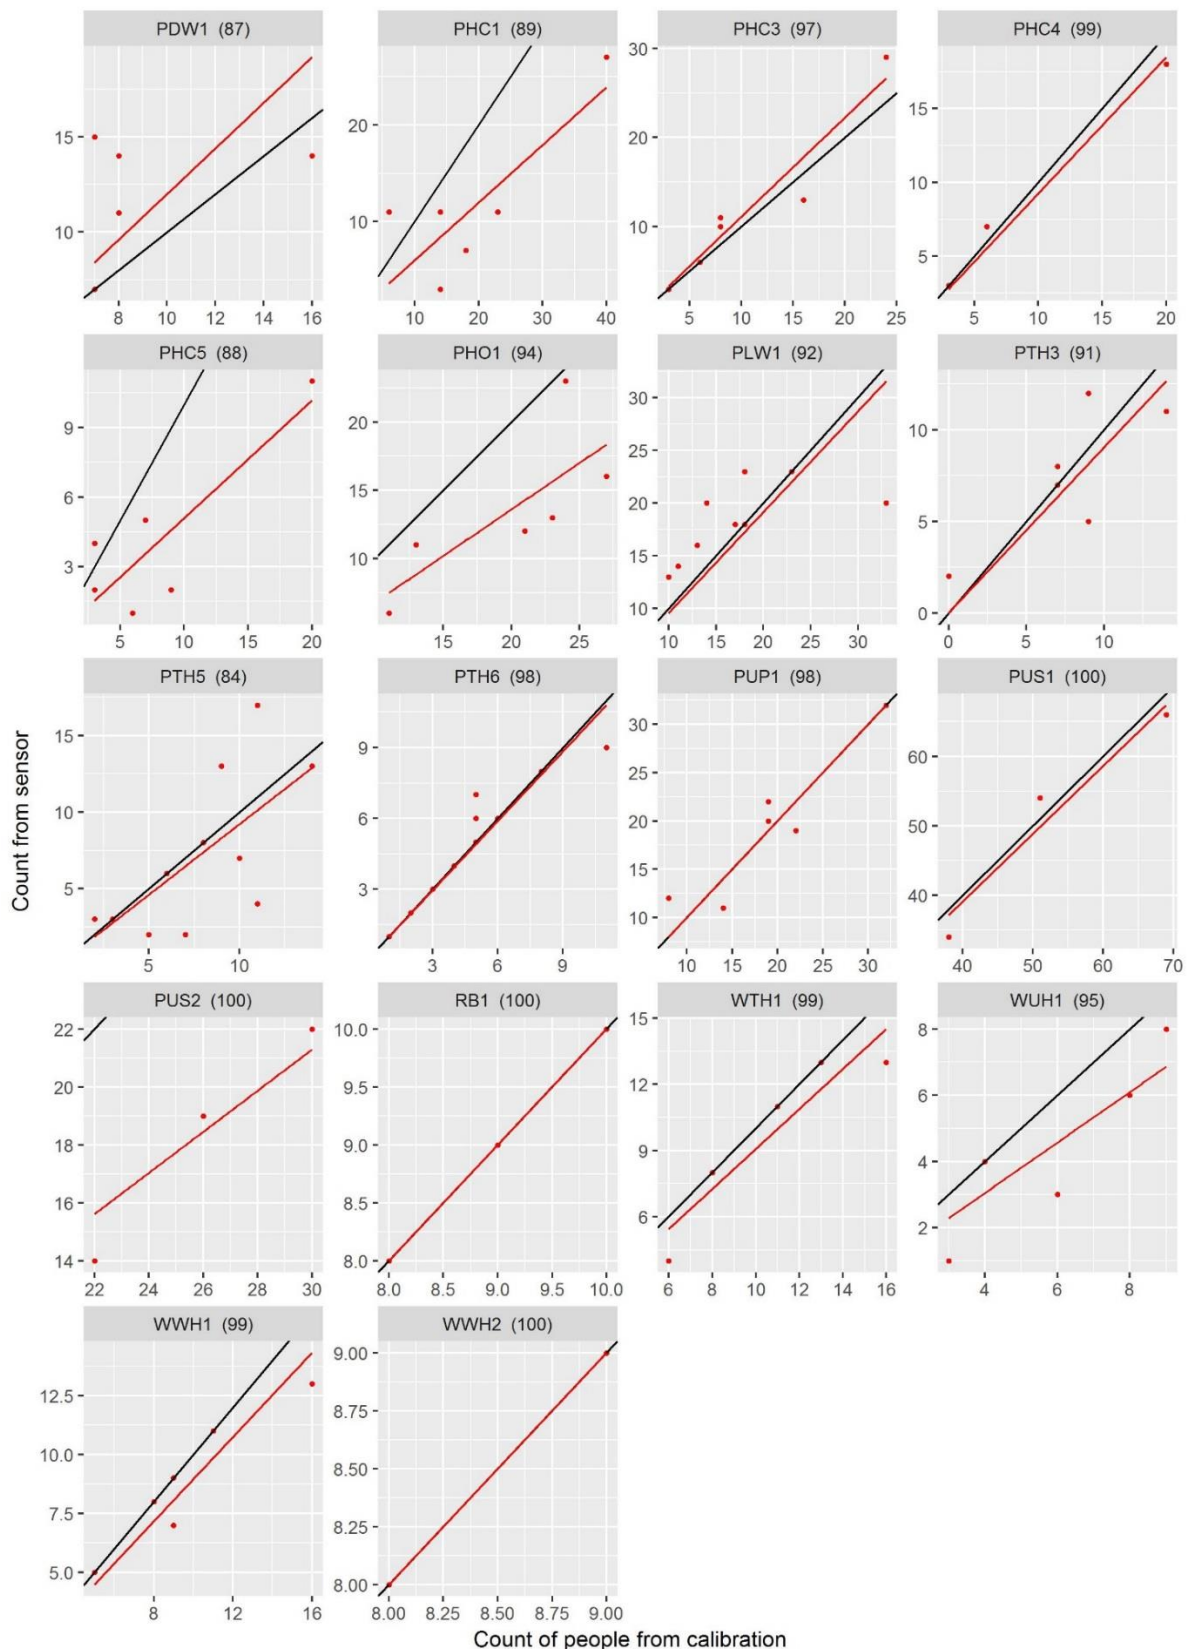 PDW1 (87) PHC1 (89) PHC3 (97) PHC4 (99)
15
10
8 10 12 14 16
20
10
10 20 30 40
30
20
10
5 10 15 20 25
15
10
5
5 10 15 20
PHC5 (88) PHO1 (94) PLW1 (92) PTH3 (91)
9
6
3
5 10 15 20
20
15
10
15 20 25
30
25
20
15
10
10 15 20 25 30
10
5
0
0 5 10
PTH5 (84) PTH6 (98) PUP1 (98) PUS1 (100)
15
10
5
5 10
9
6
3
3 6 9
30
25
20
15
10
10 15 20 25 30
60
50
40
40 50 60 70
PUS2 (100) RB1 (100) WTH1 (99) WUH1 (95)
22
20
18
16
14
22 24 26 28 30
10.0
9.5
9.0
8.5
8.0
8.0 8.5 9.0 9.5 10.0
15
12
9
6
6 8 10 12 14 16
8
6
4
2
4 6 8
WWH1 (99) WWH2 (100)
12.5
10.0
7.5
5.0
8 12 16
9.00
8.75
8.50
8.25
8.00
8.00 8.25 8.50 8.75 9.00
Count from sensor
Count of people from calibration